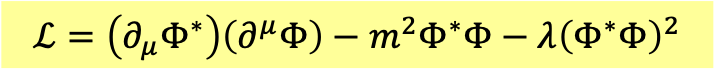 ℒ = (∂_μΦ*)(∂^μΦ) − m²Φ*Φ − λ(Φ*Φ)²